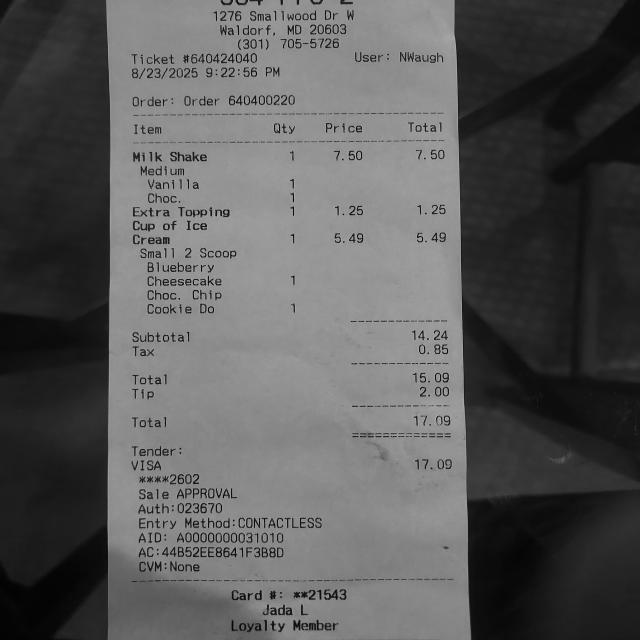 1276 Smallwood Dr W
Waldorf, MD 20603
(301) 705-5726
Ticket #640424040 User: NWaugh
8/23/2025 9:22:56 PM
Order: Order 640400220
Item Qty Price Total
Milk Shake 1 7.50 7.50
Medium
Vanilla 1
Choc. 1
Extra Topping 1 1.25 1.25
Cup of Ice
Cream 1 5.49 5.49
Small 2 Scoop
Blueberry
Cheesecake 1
Choc. Chip
Cookie Do 1
Subtotal 14.24
Tax 0.85
Total 15.09
Tip 2.00
Total 17.09
Tender:
VISA 17.09
****2602
Sale APPROVAL
Auth:023670
Entry Method:CONTACTLESS
AID: A0000000031010
AC:44B52EE8641F3B8D
CVM:None
Card #: **21543
Jada L
Loyalty Member